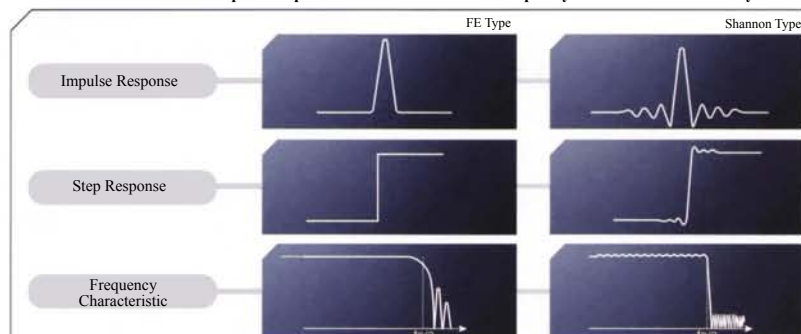 FE Type
Shannon Type
Impulse Response
Step Response
Frequency
Characteristic